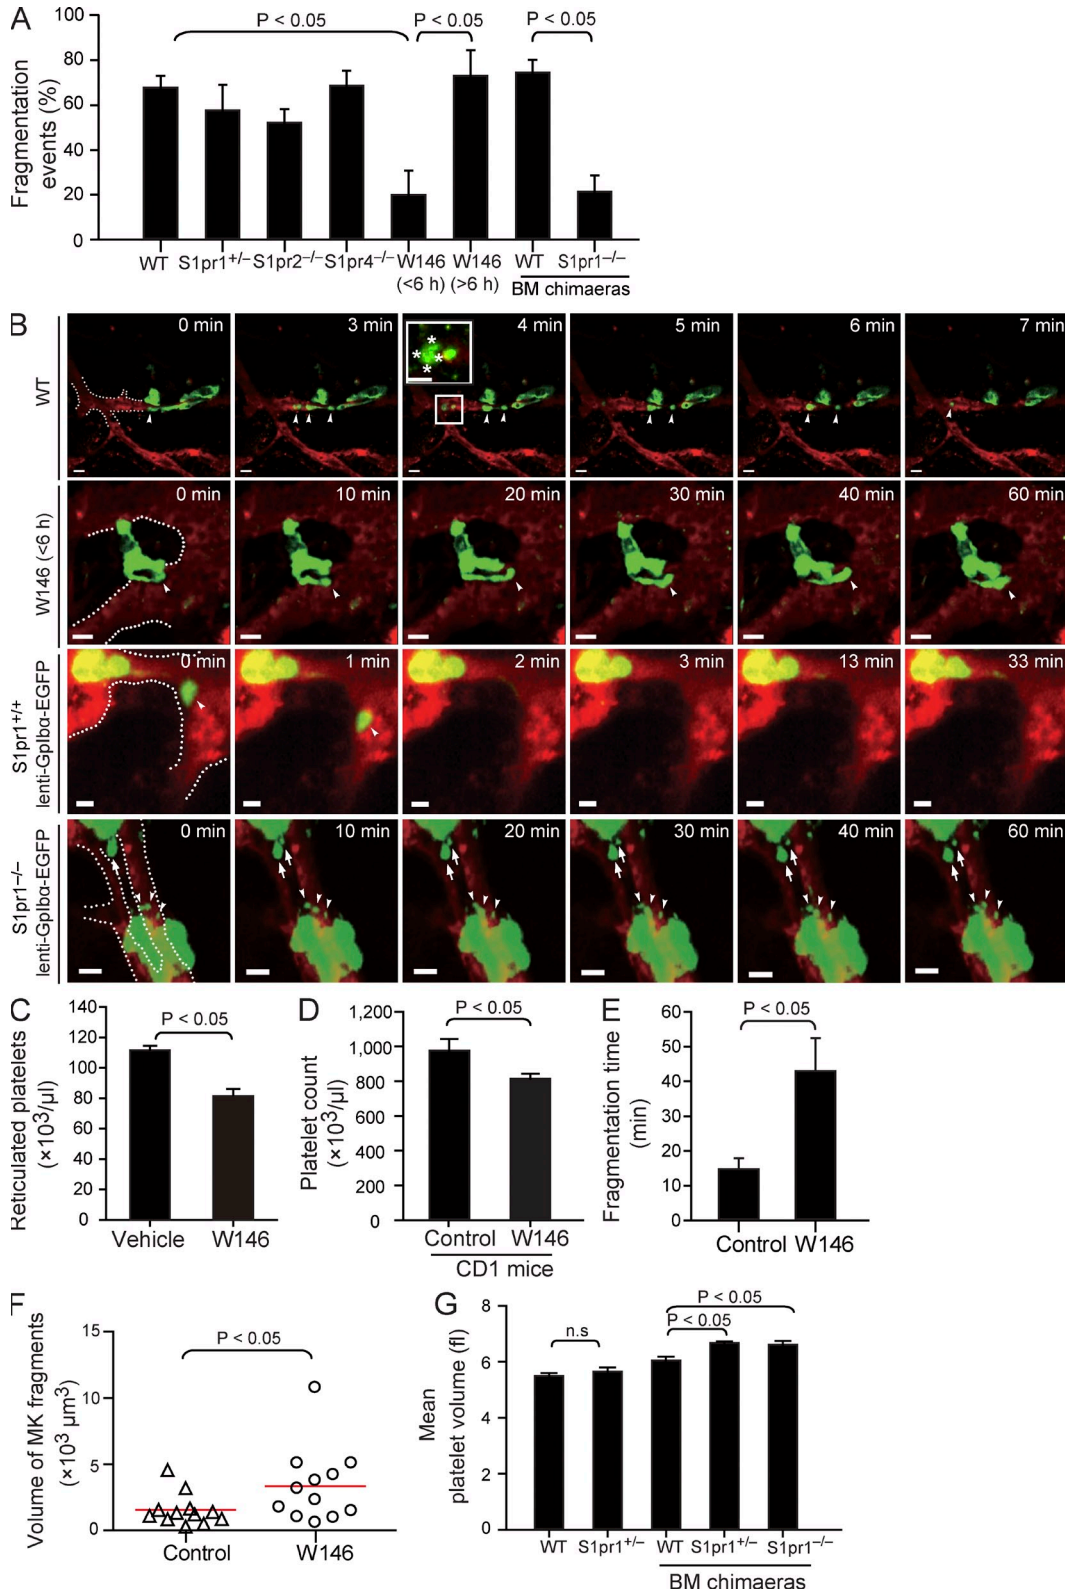 A
Fragmentation
events (%)
100
80
60
40
20
0
P < 0.05
P < 0.05
P < 0.05
WT
S1pr1+/–
S1pr2–/–
S1pr4–/–
W146
(<6 h)
W146
(>6 h)
WT
S1pr1–/–
BM chimaeras
B
WT
0 min
3 min
4 min
5 min
6 min
7 min
* * * *
W146 (<6 h)
0 min
10 min
20 min
30 min
40 min
60 min
S1pr1+/+
lenti-GpIbα-EGFP
0 min
1 min
2 min
3 min
13 min
33 min
S1pr1–/–
lenti-GpIbα-EGFP
0 min
10 min
20 min
30 min
40 min
60 min
C
Reticulated platelets
(×10³/µl)
140
120
100
80
60
40
20
0
P < 0.05
Vehicle
W146
D
Platelet count
(×10³/µl)
1,200
1,000
800
600
400
200
0
P < 0.05
Control
W146
CD1 mice
E
Fragmentation time
(min)
60
50
40
30
20
10
0
P < 0.05
Control
W146
F
Volume of MK fragments
(×10³ µm³)
15
10
5
0
P < 0.05
Control
W146
G
Mean
platelet volume (fl)
8
6
4
2
0
n.s
P < 0.05
P < 0.05
WT
S1pr1+/–
WT
S1pr1+/–
S1pr1–/–
BM chimaeras